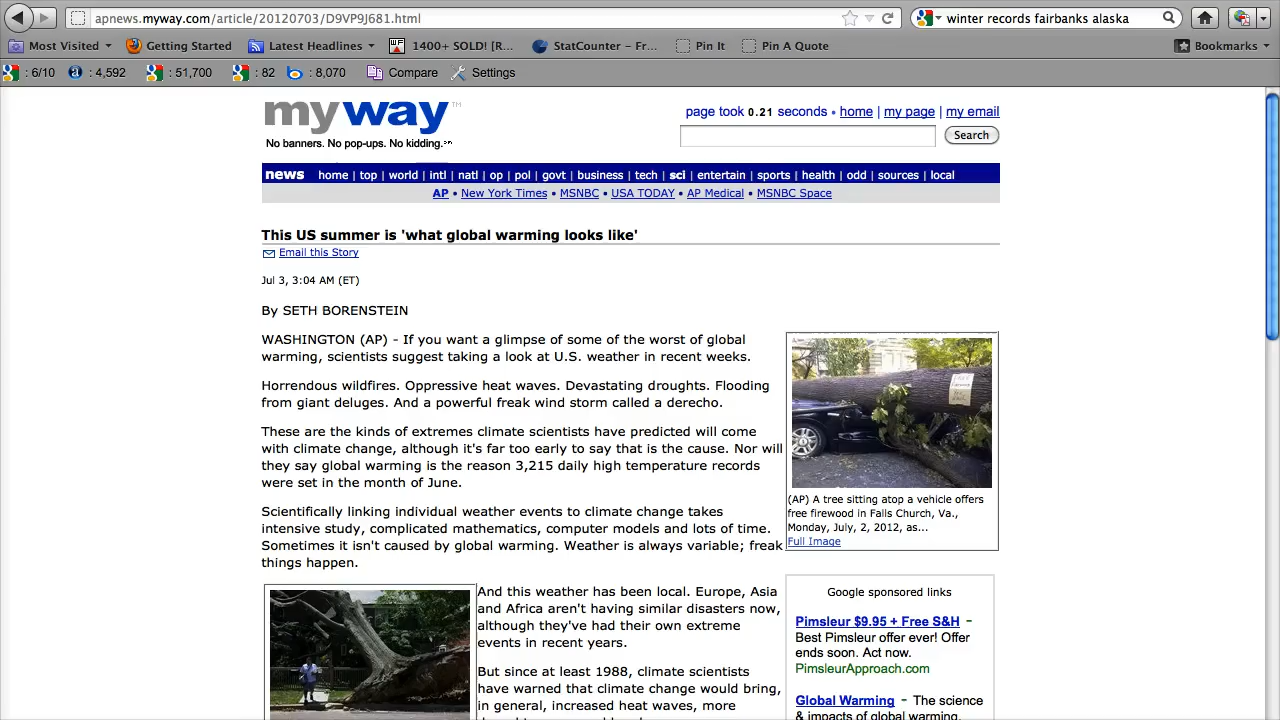 apnews.myway.com/article/20120703/D9VP9J681.html
winter records fairbanks alaska
Most Visited
Getting Started
Latest Headlines
1400+ SOLD! [R...
StatCounter – Fr...
Pin It
Pin A Quote
Bookmarks
: 6/10
: 4,592
: 51,700
: 82
: 8,070
Compare
Settings
myway™
No banners. No pop-ups. No kidding.
page took 0.21 seconds • home | my page | my email
Search
news home | top | world | intl | natl | op | pol | govt | business | tech | sci | entertain | sports | health | odd | sources | local
AP • New York Times • MSNBC • USA TODAY • AP Medical • MSNBC Space
This US summer is 'what global warming looks like'
Email this Story
Jul 3, 3:04 AM (ET)
By SETH BORENSTEIN
WASHINGTON (AP) - If you want a glimpse of some of the worst of global
warming, scientists suggest taking a look at U.S. weather in recent weeks.
Horrendous wildfires. Oppressive heat waves. Devastating droughts. Flooding
from giant deluges. And a powerful freak wind storm called a derecho.
These are the kinds of extremes climate scientists have predicted will come
with climate change, although it's far too early to say that is the cause. Nor will
they say global warming is the reason 3,215 daily high temperature records
were set in the month of June.
Scientifically linking individual weather events to climate change takes
intensive study, complicated mathematics, computer models and lots of time.
Sometimes it isn't caused by global warming. Weather is always variable; freak
things happen.
(AP) A tree sitting atop a vehicle offers
free firewood in Falls Church, Va.,
Monday, July, 2, 2012, as...
Full Image
And this weather has been local. Europe, Asia
and Africa aren't having similar disasters now,
although they've had their own extreme
events in recent years.
But since at least 1988, climate scientists
have warned that climate change would bring,
in general, increased heat waves, more
Google sponsored links
Pimsleur $9.95 + Free S&H –
Best Pimsleur offer ever! Offer
ends soon. Act now.
PimsleurApproach.com
Global Warming – The science
& impacts of global warming.